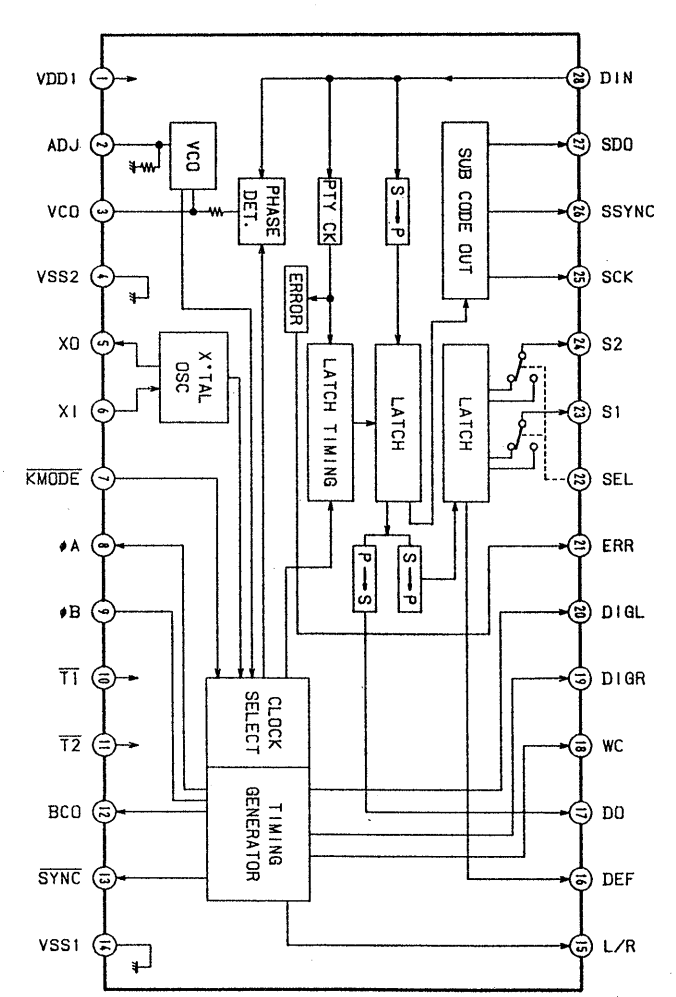 VDD1 1
ADJ 2
VCO 3
VSS2 4
XO 5
XI 6
KMODE 7
φA 8
φB 9
T1 10
T2 11
BCO 12
SYNC 13
VSS1 14
28 DIN
27 SDO
26 SSYNC
25 SCK
24 S2
23 S1
22 SEL
21 ERR
20 DIGL
19 DIGR
18 WC
17 DO
16 DEF
15 L/R
VCO
PHASE
DET.
PTY CK
S→P
SUB CODE OUT
ERROR
X'TAL
OSC
LATCH TIMING
LATCH
LATCH
P→S
S→P
CLOCK
SELECT
TIMING
GENERATOR